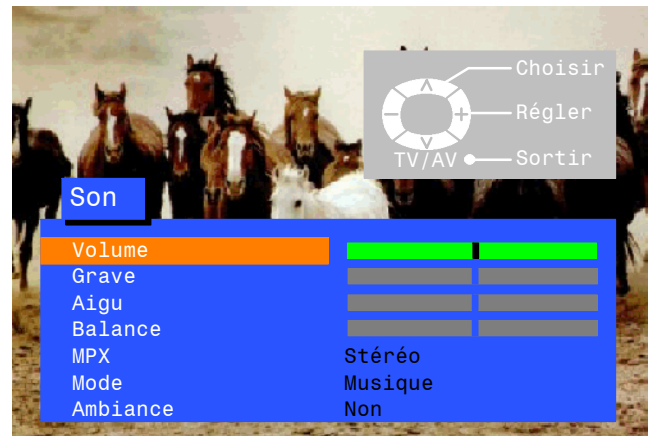 Choisir
Régler
TV/AV Sortir
Son
Volume
Grave
Aigu
Balance
MPX Stéréo
Mode Musique
Ambiance Non